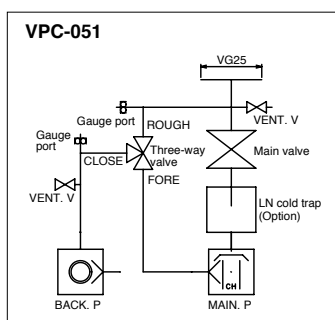 VPC-051
VG25
Gauge port
ROUGH
VENT. V
Gauge
port
CLOSE
Three-way
valve
Main valve
FORE
VENT. V
LN cold trap
(Option)
CH
BACK. P
MAIN. P